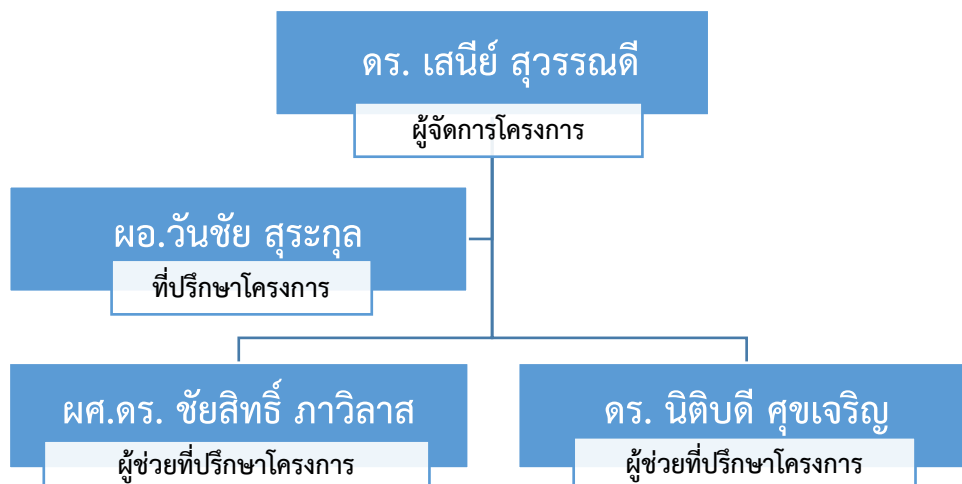 ดร. เสนีย์ สุวรรณดี
ผู้จัดการโครงการ
ผอ.วันชัย สุระกุล
ที่ปรึกษาโครงการ
ผศ.ดร. ชัยสิทธิ์ ภาวิลาส
ผู้ช่วยที่ปรึกษาโครงการ
ดร. นิติบดี ศุขเจริญ
ผู้ช่วยที่ปรึกษาโครงการ